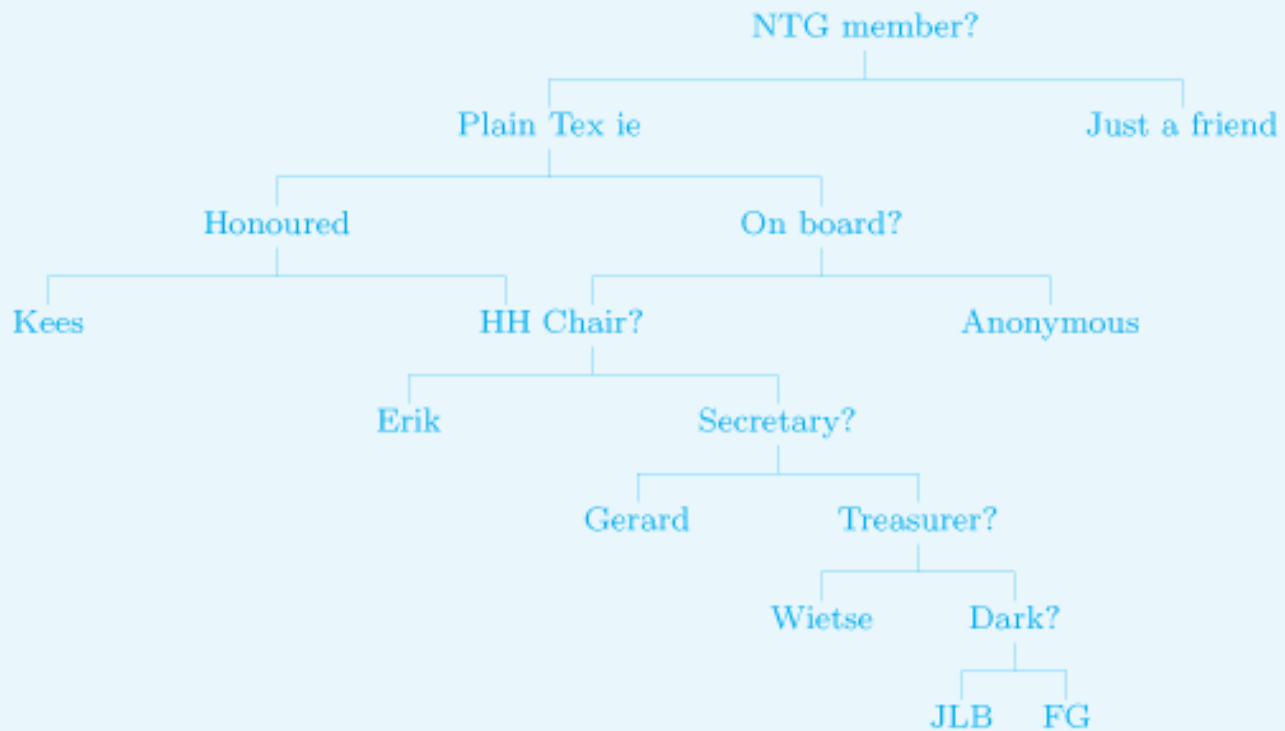 NTG member?
Plain Tex ie Just a friend
Honoured On board?
Kees HH Chair? Anonymous
Erik Secretary?
Gerard Treasurer?
Wietse Dark?
JLB FG